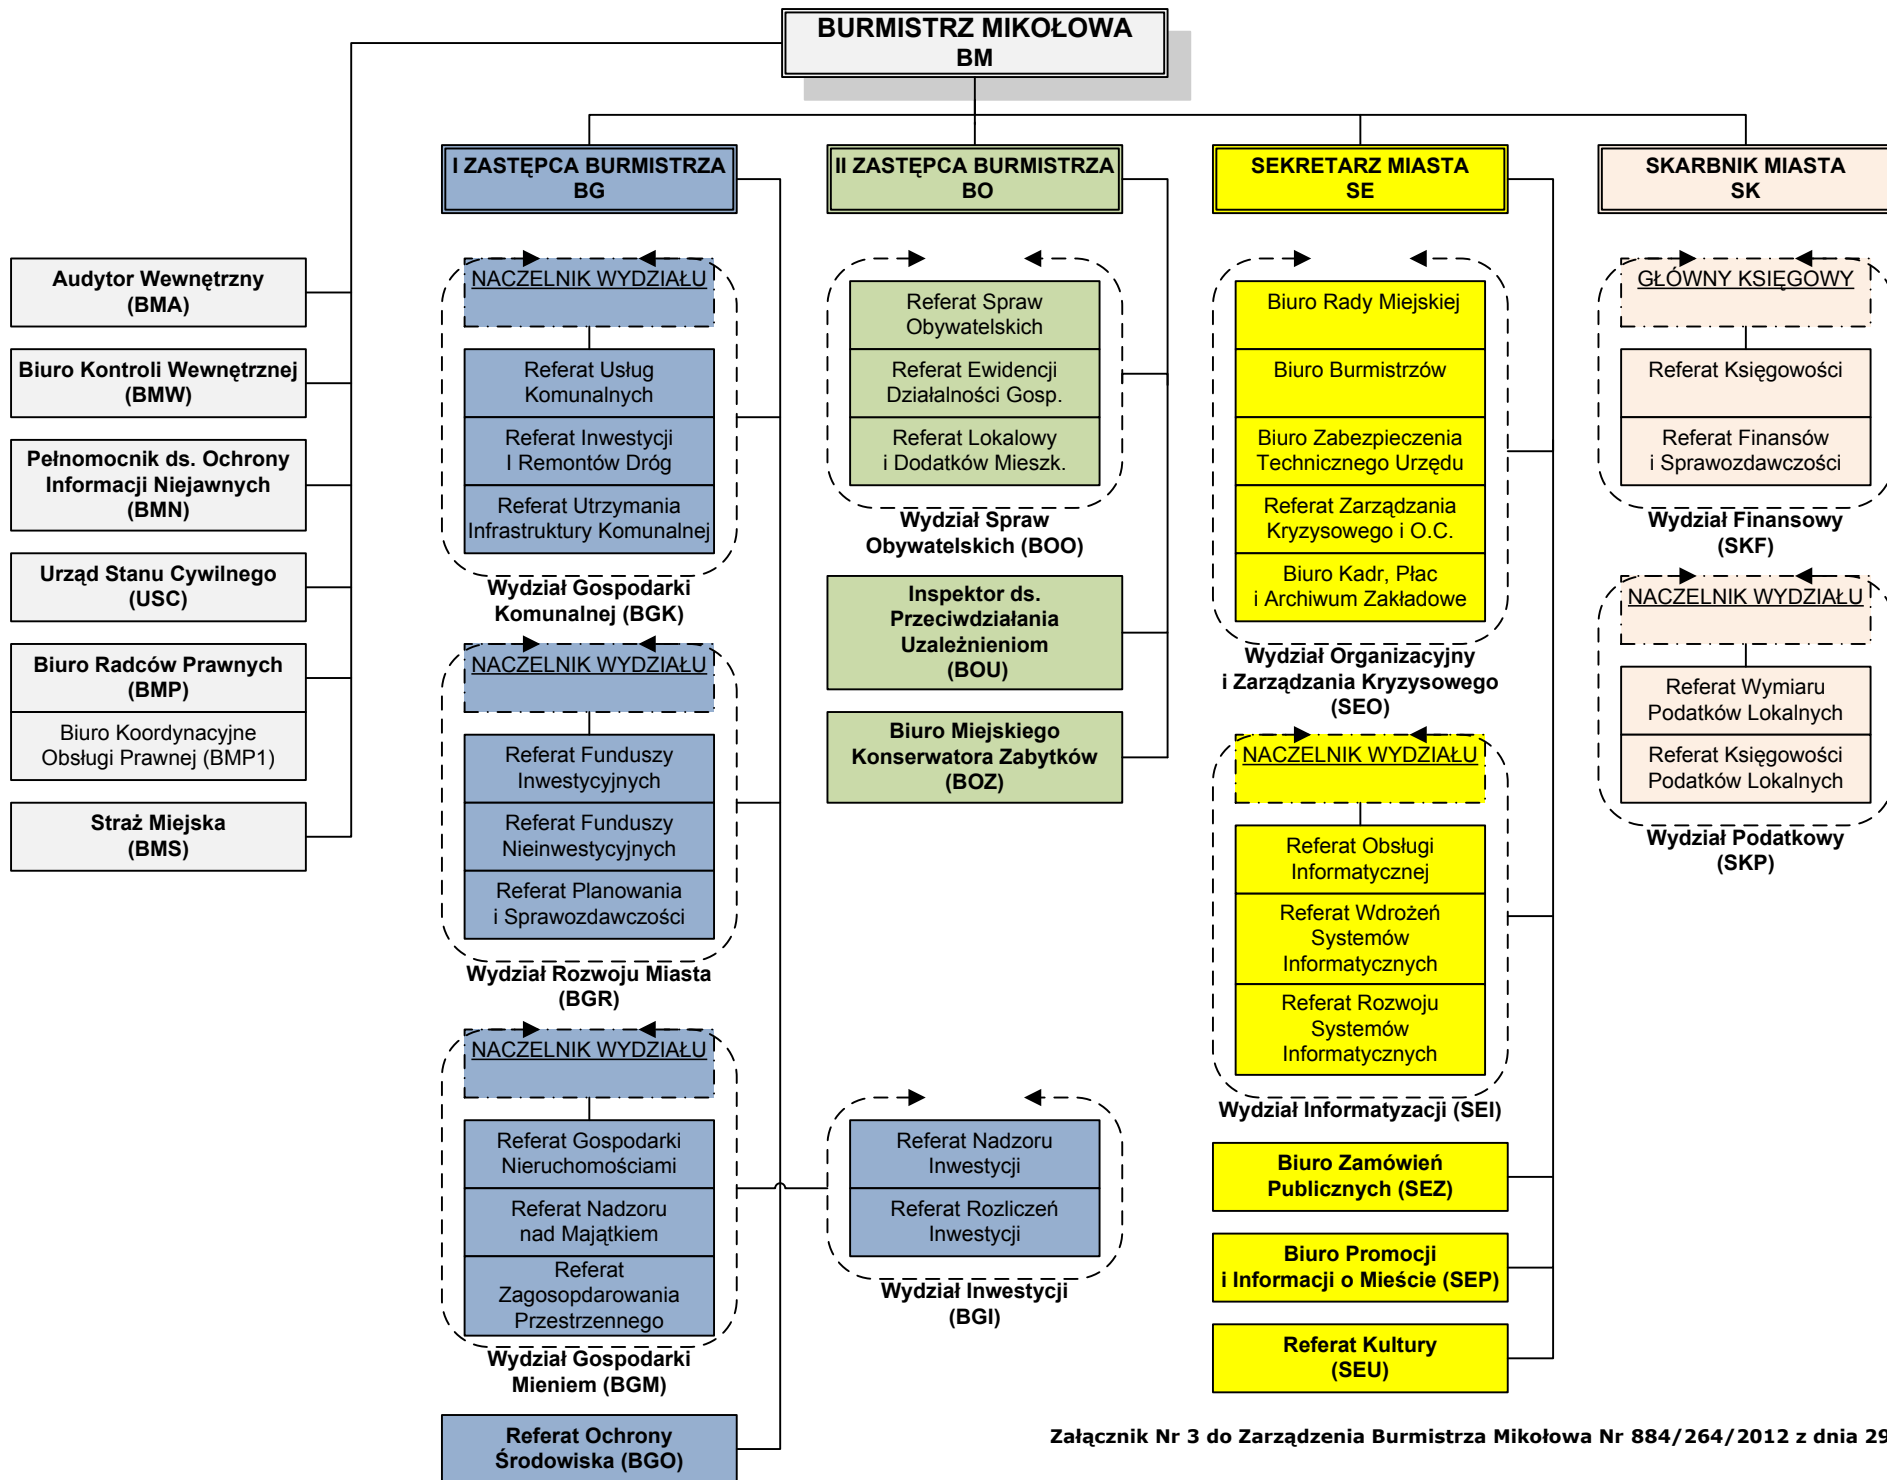 BURMISTRZ MIKOŁOWA
BM
I ZASTĘPCA BURMISTRZA
BG
II ZASTĘPCA BURMISTRZA
BO
SEKRETARZ MIASTA
SE
SKARBNIK MIASTA
SK
Audytor Wewnętrzny
(BMA)
Biuro Kontroli Wewnętrznej
(BMW)
Pełnomocnik ds. Ochrony
Informacji Niejawnych
(BMN)
Urząd Stanu Cywilnego
(USC)
Biuro Radców Prawnych
(BMP)
Biuro Koordynacyjne
Obsługi Prawnej (BMP1)
Straż Miejska
(BMS)
NACZELNIK WYDZIAŁU
Referat Usług
Komunalnych
Referat Inwestycji
I Remontów Dróg
Referat Utrzymania
Infrastruktury Komunalnej
Wydział Gospodarki
Komunalnej (BGK)
NACZELNIK WYDZIAŁU
Referat Funduszy
Inwestycyjnych
Referat Funduszy
Nieinwestycyjnych
Referat Planowania
i Sprawozdawczości
Wydział Rozwoju Miasta
(BGR)
NACZELNIK WYDZIAŁU
Referat Gospodarki
Nieruchomościami
Referat Nadzoru
nad Majątkiem
Referat
Zagosopdarowania
Przestrzennego
Wydział Gospodarki
Mieniem (BGM)
Referat Ochrony
Środowiska (BGO)
Referat Spraw
Obywatelskich
Referat Ewidencji
Działalności Gosp.
Referat Lokalowy
i Dodatków Mieszk.
Wydział Spraw
Obywatelskich (BOO)
Inspektor ds.
Przeciwdziałania
Uzależnieniom
(BOU)
Biuro Miejskiego
Konserwatora Zabytków
(BOZ)
Referat Nadzoru
Inwestycji
Referat Rozliczeń
Inwestycji
Wydział Inwestycji
(BGI)
Biuro Rady Miejskiej
Biuro Burmistrzów
Biuro Zabezpieczenia
Technicznego Urzędu
Referat Zarządzania
Kryzysowego i O.C.
Biuro Kadr, Płac
i Archiwum Zakładowe
Wydział Organizacyjny
i Zarządzania Kryzysowego
(SEO)
NACZELNIK WYDZIAŁU
Referat Obsługi
Informatycznej
Referat Wdrożeń
Systemów
Informatycznych
Referat Rozwoju
Systemów
Informatycznych
Wydział Informatyzacji (SEI)
Biuro Zamówień
Publicznych (SEZ)
Biuro Promocji
i Informacji o Mieście (SEP)
Referat Kultury
(SEU)
GŁÓWNY KSIĘGOWY
Referat Księgowości
Referat Finansów
i Sprawozdawczości
Wydział Finansowy
(SKF)
NACZELNIK WYDZIAŁU
Referat Wymiaru
Podatków Lokalnych
Referat Księgowości
Podatków Lokalnych
Wydział Podatkowy
(SKP)
Załącznik Nr 3 do Zarządzenia Burmistrza Mikołowa Nr 884/264/2012 z dnia 29